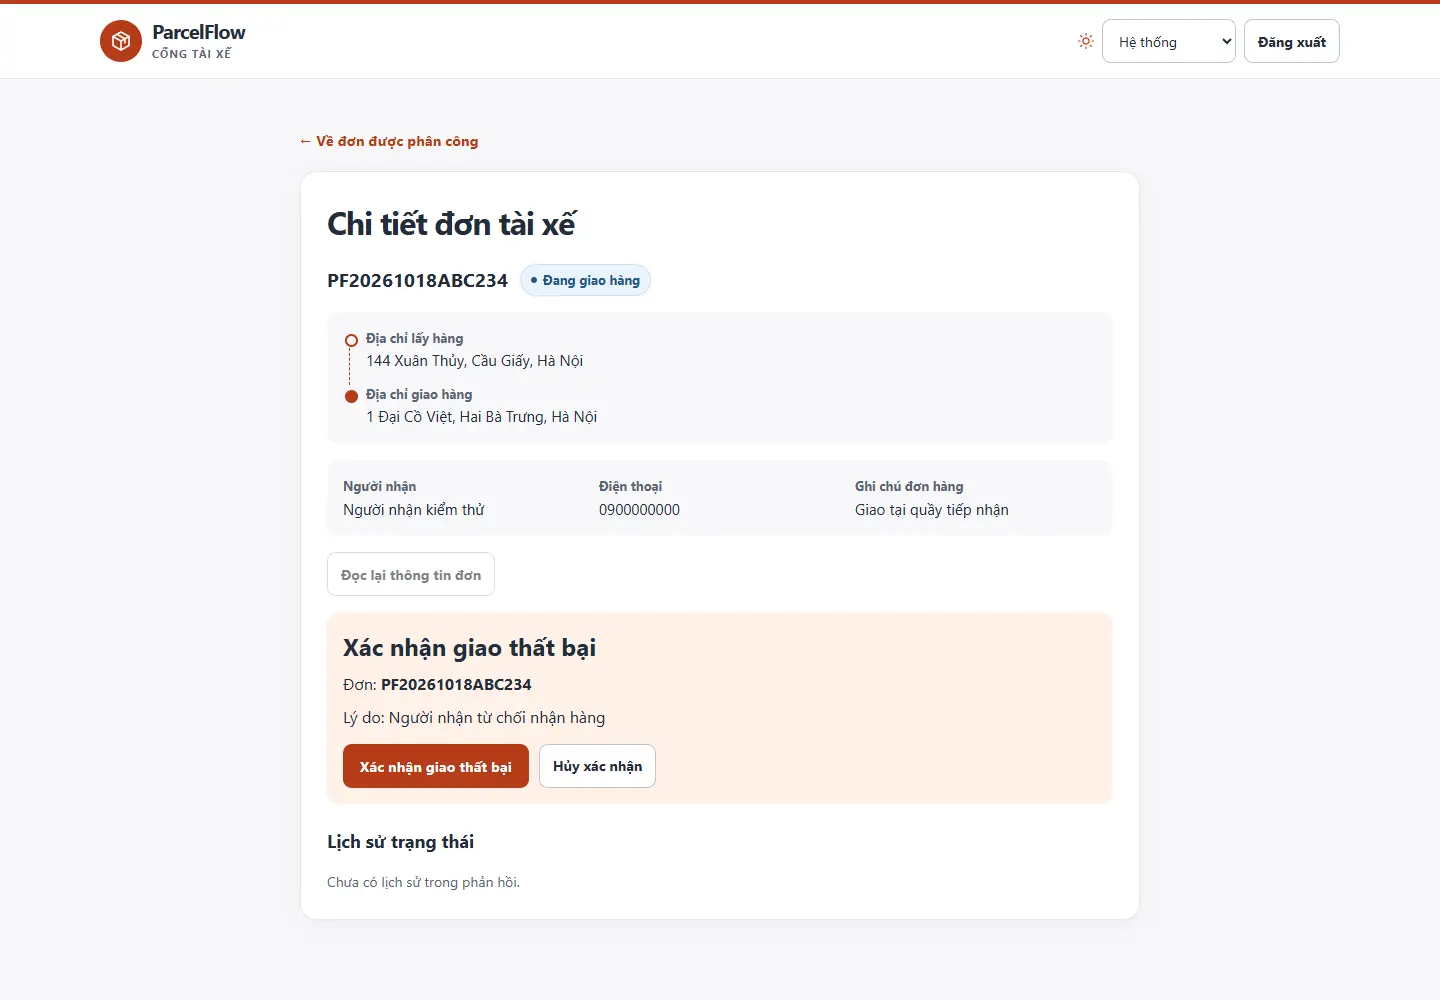 ParcelFlow
CỔNG TÀI XẾ
Hệ thống
Đăng xuất
← Về đơn được phân công
Chi tiết đơn tài xế
PF20261018ABC234
Đang giao hàng
Địa chỉ lấy hàng
144 Xuân Thủy, Cầu Giấy, Hà Nội
Địa chỉ giao hàng
1 Đại Cồ Việt, Hai Bà Trưng, Hà Nội
Người nhận
Người nhận kiểm thử
Điện thoại
0900000000
Ghi chú đơn hàng
Giao tại quầy tiếp nhận
Đọc lại thông tin đơn
Xác nhận giao thất bại
Đơn: PF20261018ABC234
Lý do: Người nhận từ chối nhận hàng
Xác nhận giao thất bại
Hủy xác nhận
Lịch sử trạng thái
Chưa có lịch sử trong phản hồi.